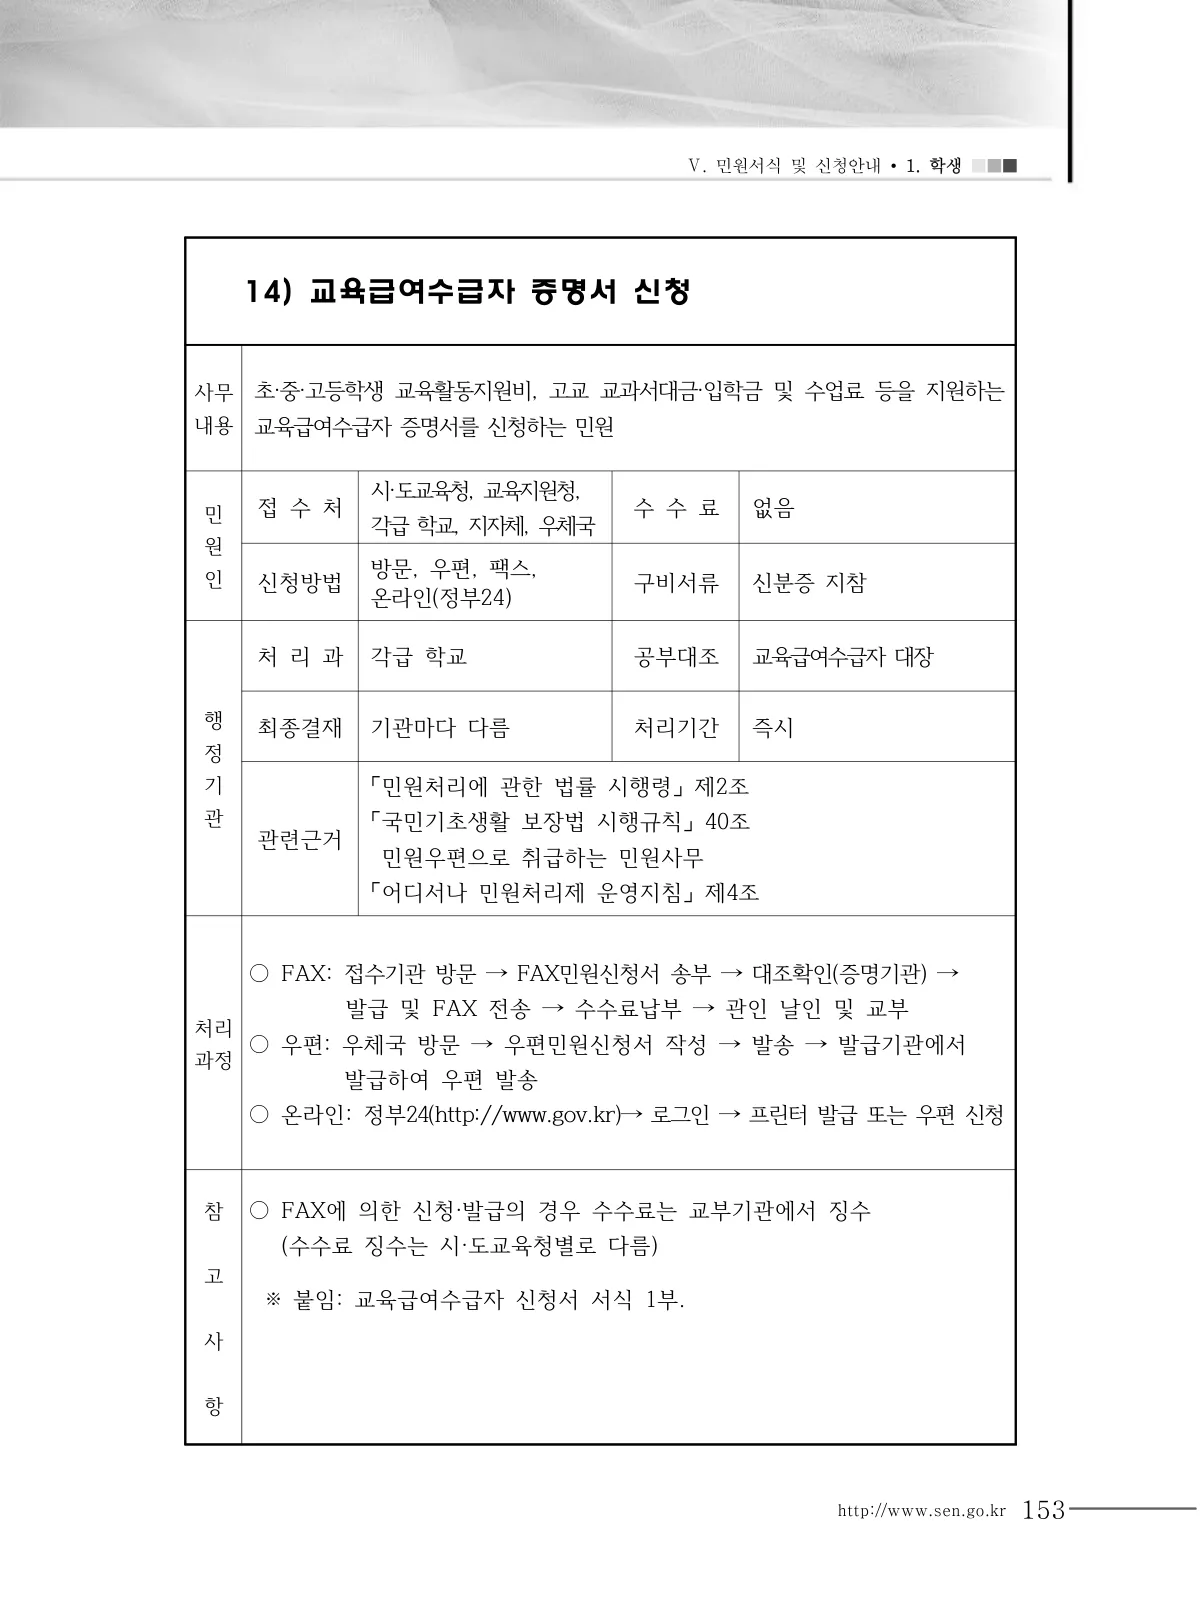 Ⅴ. 민원서식 및 신청안내 • 1. 학생
14) 교육급여수급자 증명서 신청
사무
내용
초·중·고등학생 교육활동지원비, 고교 교과서대금·입학금 및 수업료 등을 지원하는
교육급여수급자 증명서를 신청하는 민원
민
원
인
접 수 처
시·도교육청, 교육지원청,
각급 학교, 지자체, 우체국
수 수 료
없음
신청방법
방문, 우편, 팩스,
온라인(정부24)
구비서류
신분증 지참
행
정
기
관
처 리 과
각급 학교
공부대조
교육급여수급자 대장
최종결재
기관마다 다름
처리기간
즉시
관련근거
「민원처리에 관한 법률 시행령」제2조
「국민기초생활 보장법 시행규칙」40조
민원우편으로 취급하는 민원사무
「어디서나 민원처리제 운영지침」제4조
처리
과정
○ FAX: 접수기관 방문 → FAX민원신청서 송부 → 대조확인(증명기관) →
발급 및 FAX 전송 → 수수료납부 → 관인 날인 및 교부
○ 우편: 우체국 방문 → 우편민원신청서 작성 → 발송 → 발급기관에서
발급하여 우편 발송
○ 온라인: 정부24(http://www.gov.kr)→ 로그인 → 프린터 발급 또는 우편 신청
참
고
사
항
○ FAX에 의한 신청·발급의 경우 수수료는 교부기관에서 징수
(수수료 징수는 시·도교육청별로 다름)
※ 붙임: 교육급여수급자 신청서 서식 1부.
http://www.sen.go.kr 153